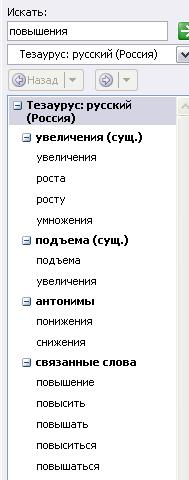 Искать:
повышения
Тезаурус: русский (Россия)
Назад
Тезаурус: русский
(Россия)
увеличения (сущ.)
увеличения
роста
росту
умножения
подъема (сущ.)
подъема
увеличения
антонимы
понижения
снижения
связанные слова
повышение
повысить
повышать
повыситься
повышаться